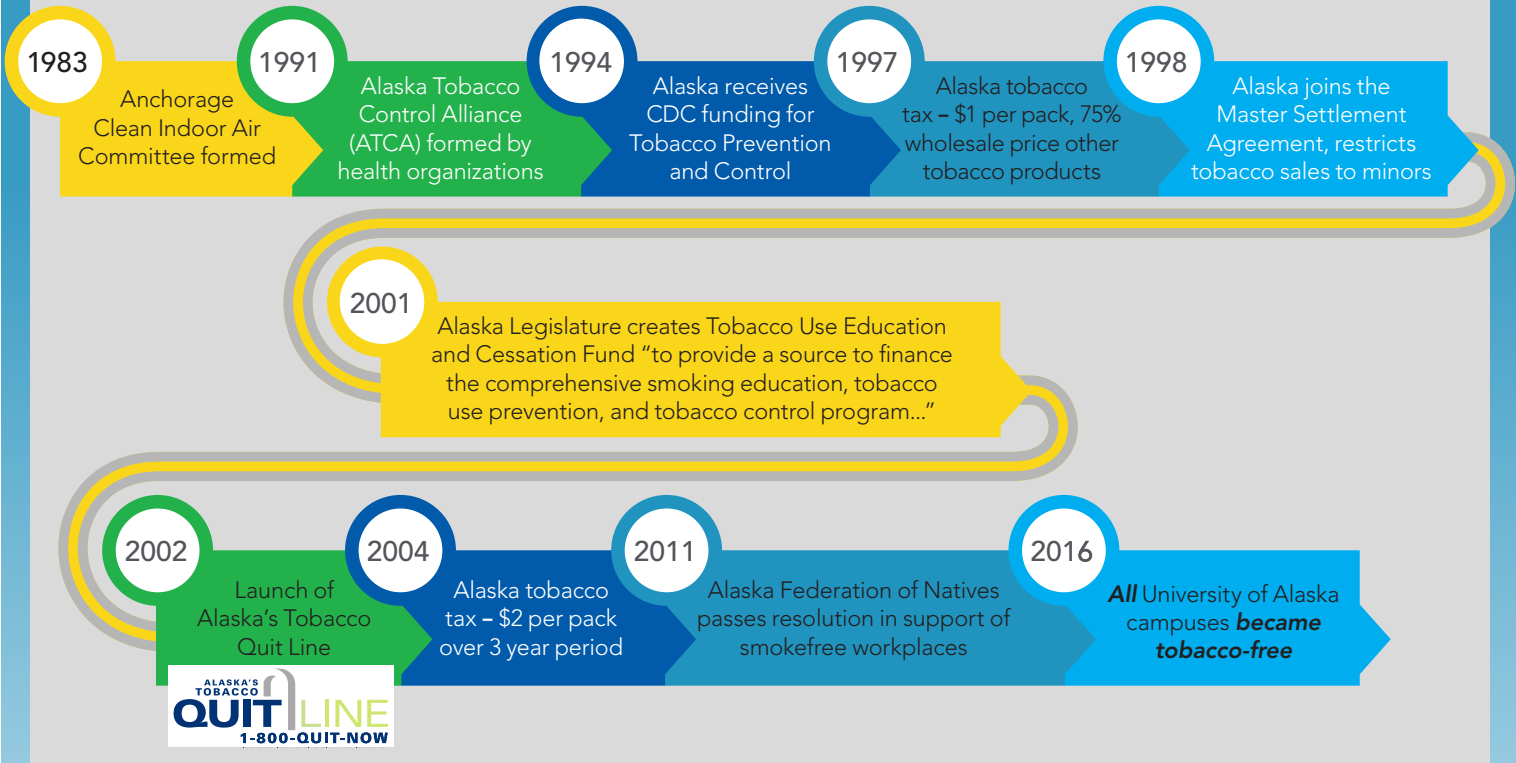 1983
Anchorage
Clean Indoor Air
Committee formed
1991
Alaska Tobacco
Control Alliance
(ATCA) formed by
health organizations
1994
Alaska receives
CDC funding for
Tobacco Prevention
and Control
1997
Alaska tobacco
tax – $1 per pack, 75%
wholesale price other
tobacco products
1998
Alaska joins the
Master Settlement
Agreement, restricts
tobacco sales to minors
2001
Alaska Legislature creates Tobacco Use Education
and Cessation Fund “to provide a source to finance
the comprehensive smoking education, tobacco
use prevention, and tobacco control program...”
2002
Launch of
Alaska’s Tobacco
Quit Line
ALASKA'S
TOBACCO
QUIT LINE
1-800-QUIT-NOW
2004
Alaska tobacco
tax – $2 per pack
over 3 year period
2011
Alaska Federation of Natives
passes resolution in support of
smokefree workplaces
2016
All University of Alaska
campuses became
tobacco-free